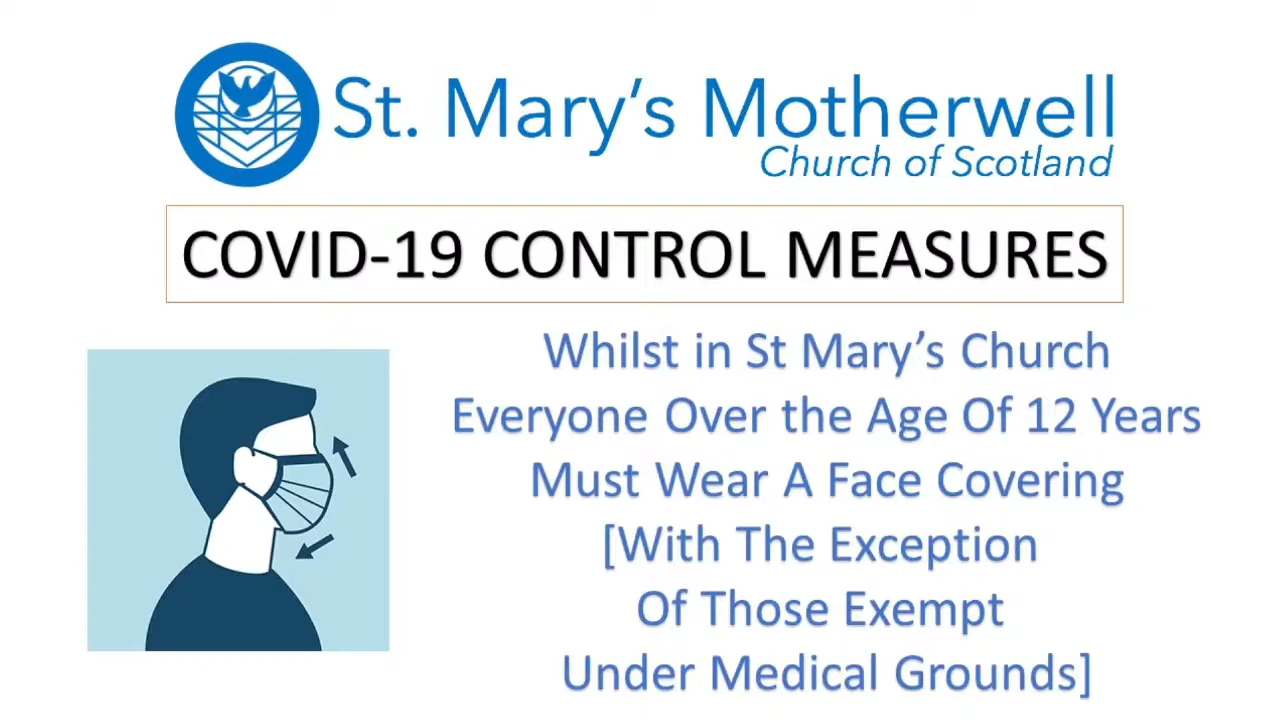 St. Mary's Motherwell
Church of Scotland
COVID-19 CONTROL MEASURES
Whilst in St Mary’s Church
Everyone Over the Age Of 12 Years
Must Wear A Face Covering
[With The Exception
Of Those Exempt
Under Medical Grounds]